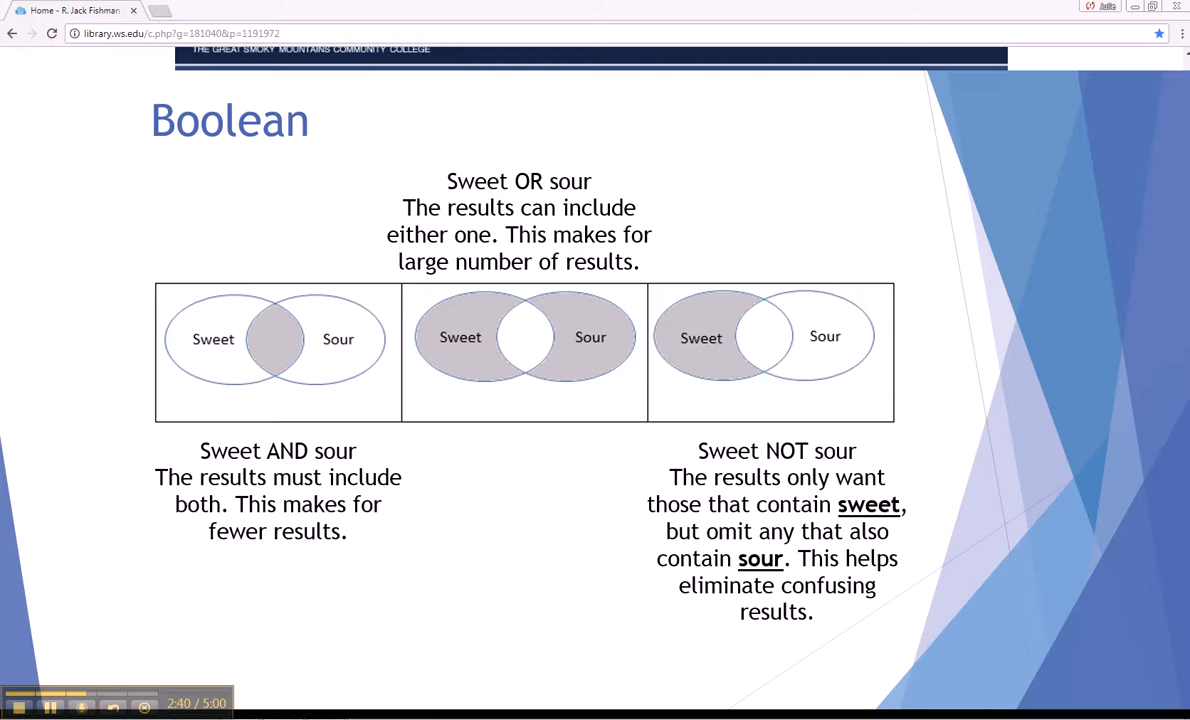 Home - R. Jack Fishman
Julie
library.ws.edu/c.php?g=181040&p=1191972
THE GREAT SMOKY MOUNTAINS COMMUNITY COLLEGE
Boolean
Sweet OR sour
The results can include
either one. This makes for
large number of results.
Sweet Sour
Sweet Sour
Sweet Sour
Sweet AND sour
The results must include
both. This makes for
fewer results.
Sweet NOT sour
The results only want
those that contain sweet,
but omit any that also
contain sour. This helps
eliminate confusing
results.
2:40 / 5:00